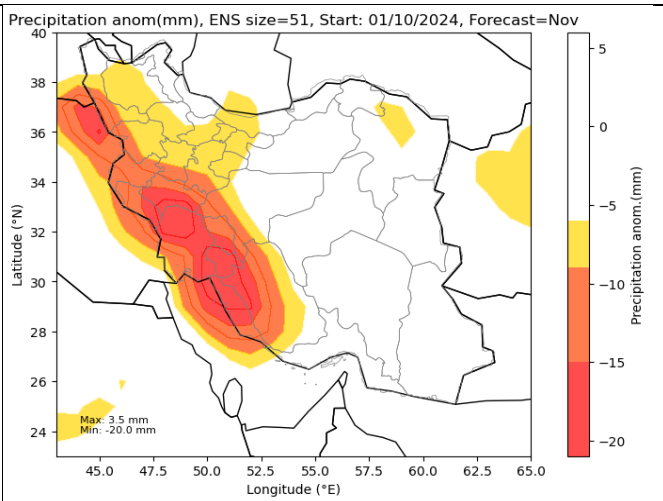 Precipitation anom(mm), ENS size=51, Start: 01/10/2024, Forecast=Nov
40
38
36
34
32
30
28
26
24
Latitude (°N)
Max: 3.5 mm
Min: -20.0 mm
45.0 47.5 50.0 52.5 55.0 57.5 60.0 62.5 65.0
Longitude (°E)
5
0
−5
−10
−15
−20
Precipitation anom.(mm)